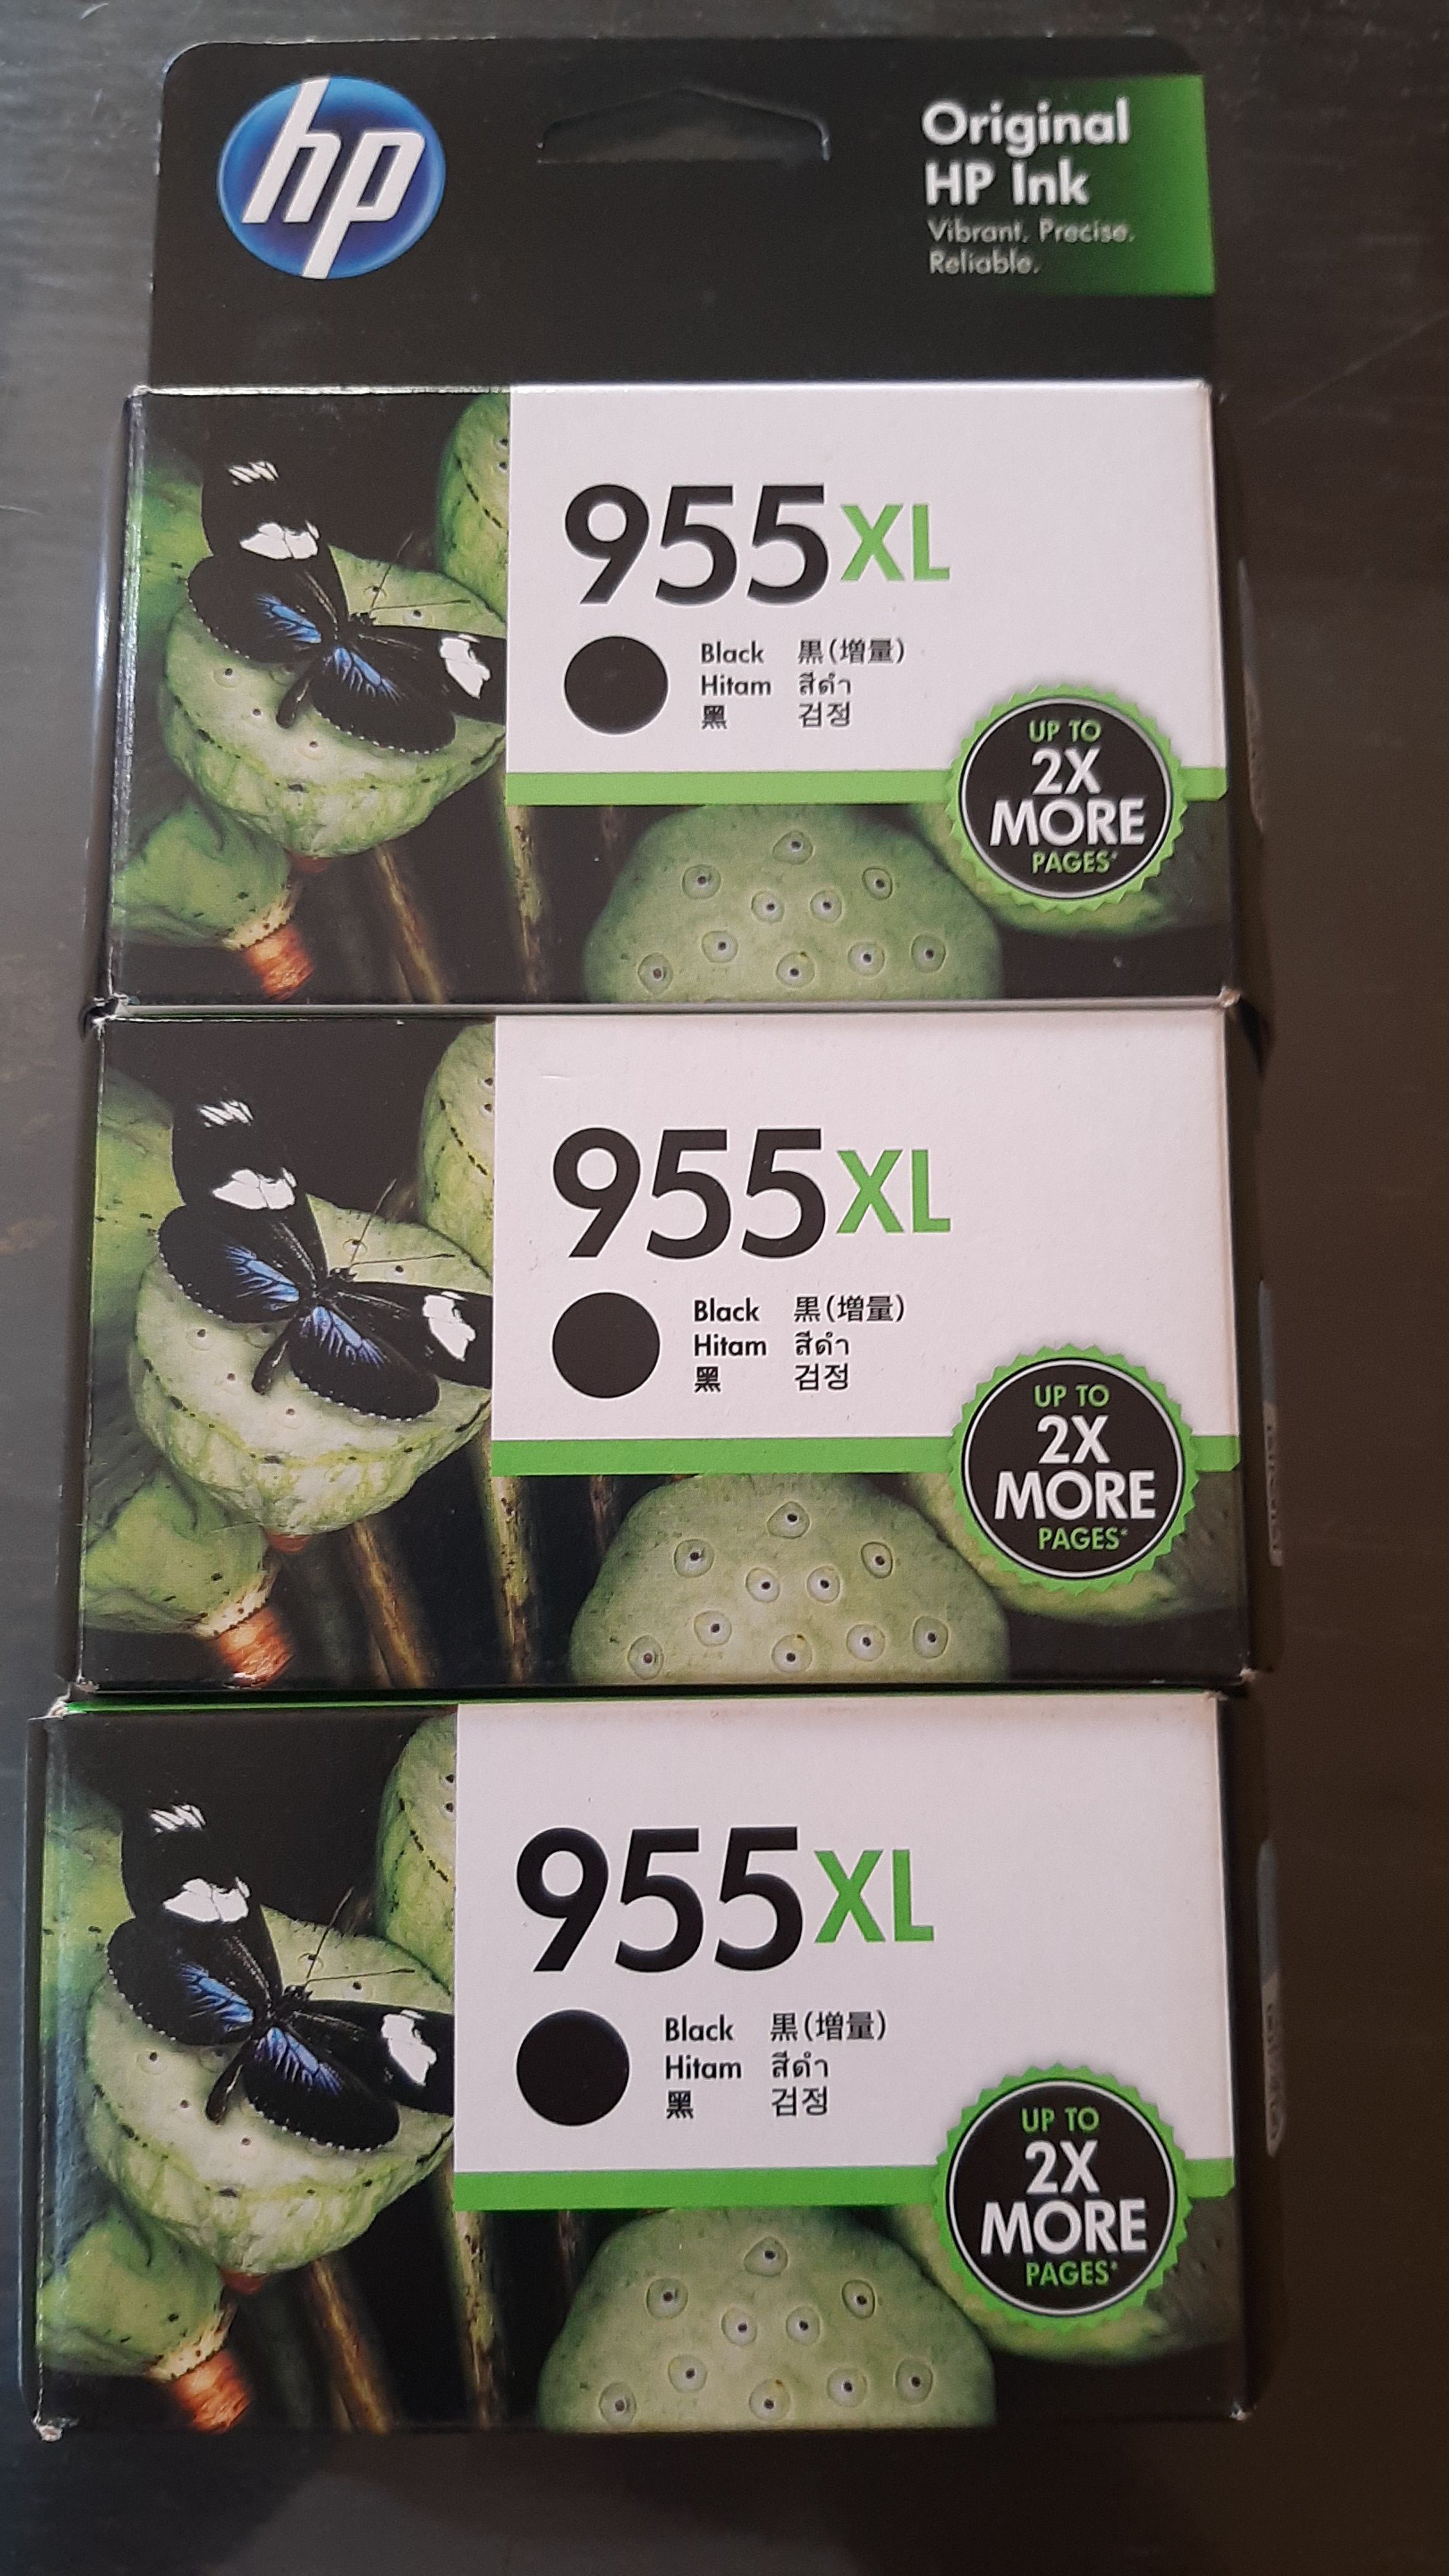 hp
Original
HP Ink
Vibrant. Precise.
Reliable.
955XL
Black 黒(増量)
Hitam สีดำ
黑 검정
UP TO
2X
MORE
PAGES*
955XL
Black 黒(増量)
Hitam สีดำ
黑 검정
UP TO
2X
MORE
PAGES*
955XL
Black 黒(増量)
Hitam สีดำ
黑 검정
UP TO
2X
MORE
PAGES*